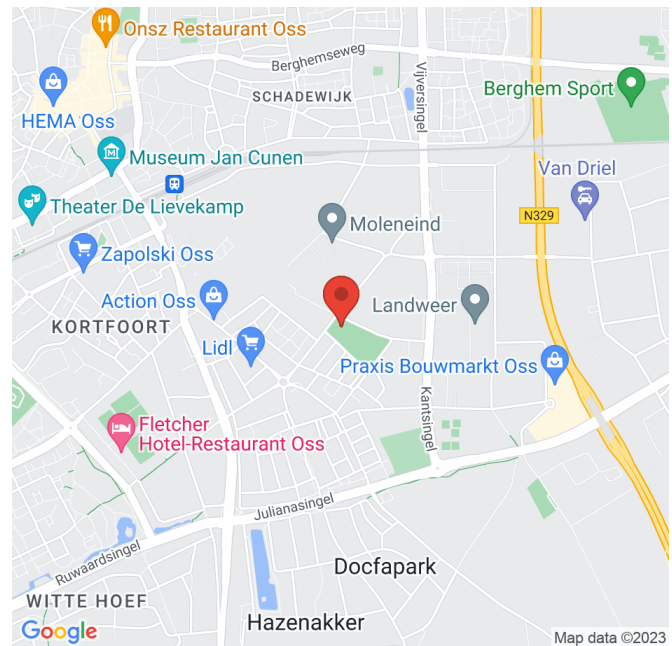 Onsz Restaurant Oss
Berghemseweg
Vijversingel
SCHADEWIJK
Berghem Sport
HEMA Oss
Museum Jan Cunen
Van Driel
Theater De Lievekamp
N329
Moleneind
Zapolski Oss
Action Oss
Landweer
KORTFOORT
Lidl
Praxis Bouwmarkt Oss
Kantsingel
Fletcher
Hotel-Restaurant Oss
Julianasingel
Ruwaardsingel
Docfapark
WITTE HOEF
Hazenakker
Google
Map data ©2023